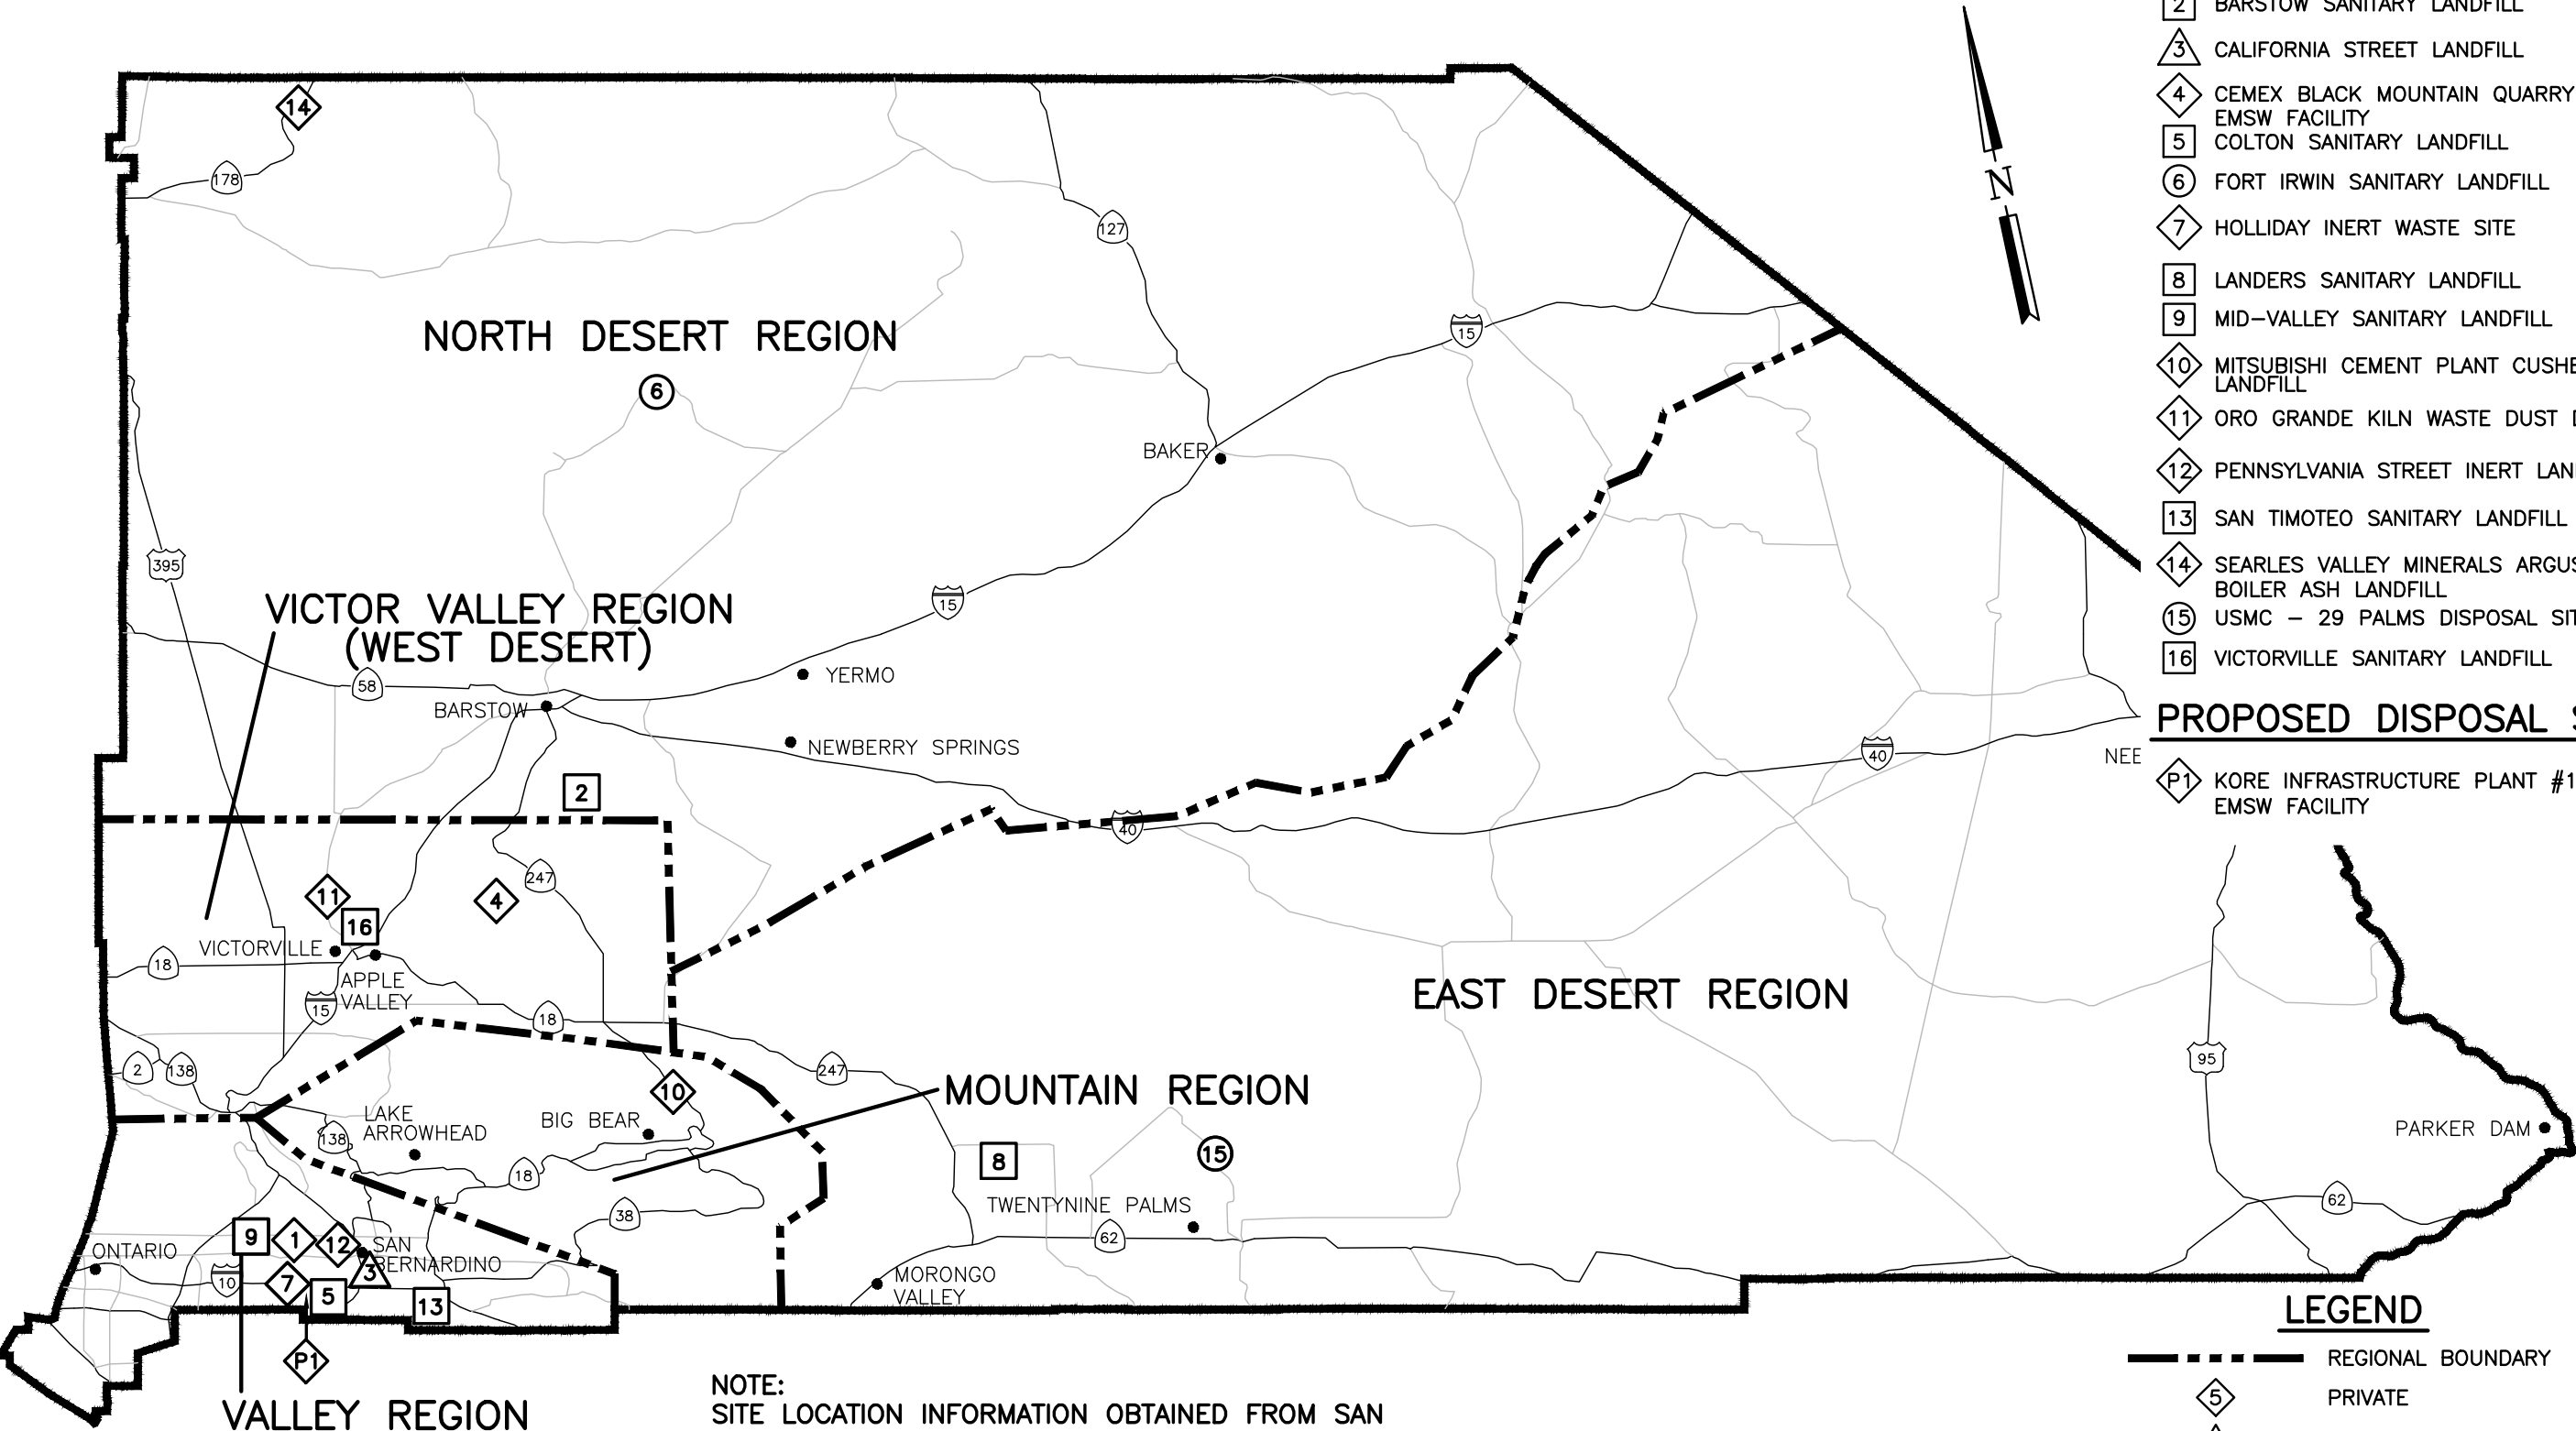 2 BARSTOW SANITARY LANDFILL
3 CALIFORNIA STREET LANDFILL
4 CEMEX BLACK MOUNTAIN QUARRY
EMSW FACILITY
5 COLTON SANITARY LANDFILL
6 FORT IRWIN SANITARY LANDFILL
7 HOLLIDAY INERT WASTE SITE
8 LANDERS SANITARY LANDFILL
9 MID-VALLEY SANITARY LANDFILL
10 MITSUBISHI CEMENT PLANT CUSHE
LANDFILL
11 ORO GRANDE KILN WASTE DUST
12 PENNSYLVANIA STREET INERT LAN
13 SAN TIMOTEO SANITARY LANDFILL
14 SEARLES VALLEY MINERALS ARGUS
BOILER ASH LANDFILL
15 USMC - 29 PALMS DISPOSAL SIT
16 VICTORVILLE SANITARY LANDFILL
PROPOSED DISPOSAL S
P1 KORE INFRASTRUCTURE PLANT #1
EMSW FACILITY
N
14
178
127
NORTH DESERT REGION
6
15
BAKER
395
15
VICTOR VALLEY REGION
(WEST DESERT)
58
YERMO
BARSTOW
NEWBERRY SPRINGS
40
NEE
2
40
247
11
4
16
VICTORVILLE
18
APPLE
VALLEY
15
18
EAST DESERT REGION
2
138
247
95
10
MOUNTAIN REGION
LAKE
ARROWHEAD
BIG BEAR
138
PARKER DAM
8
15
18
TWENTYNINE PALMS
38
62
62
9
1
12
SAN
BERNARDINO
ONTARIO
10
7
3
5
13
MORONGO
VALLEY
P1
VALLEY REGION
NOTE:
SITE LOCATION INFORMATION OBTAINED FROM SAN
LEGEND
REGIONAL BOUNDARY
5 PRIVATE